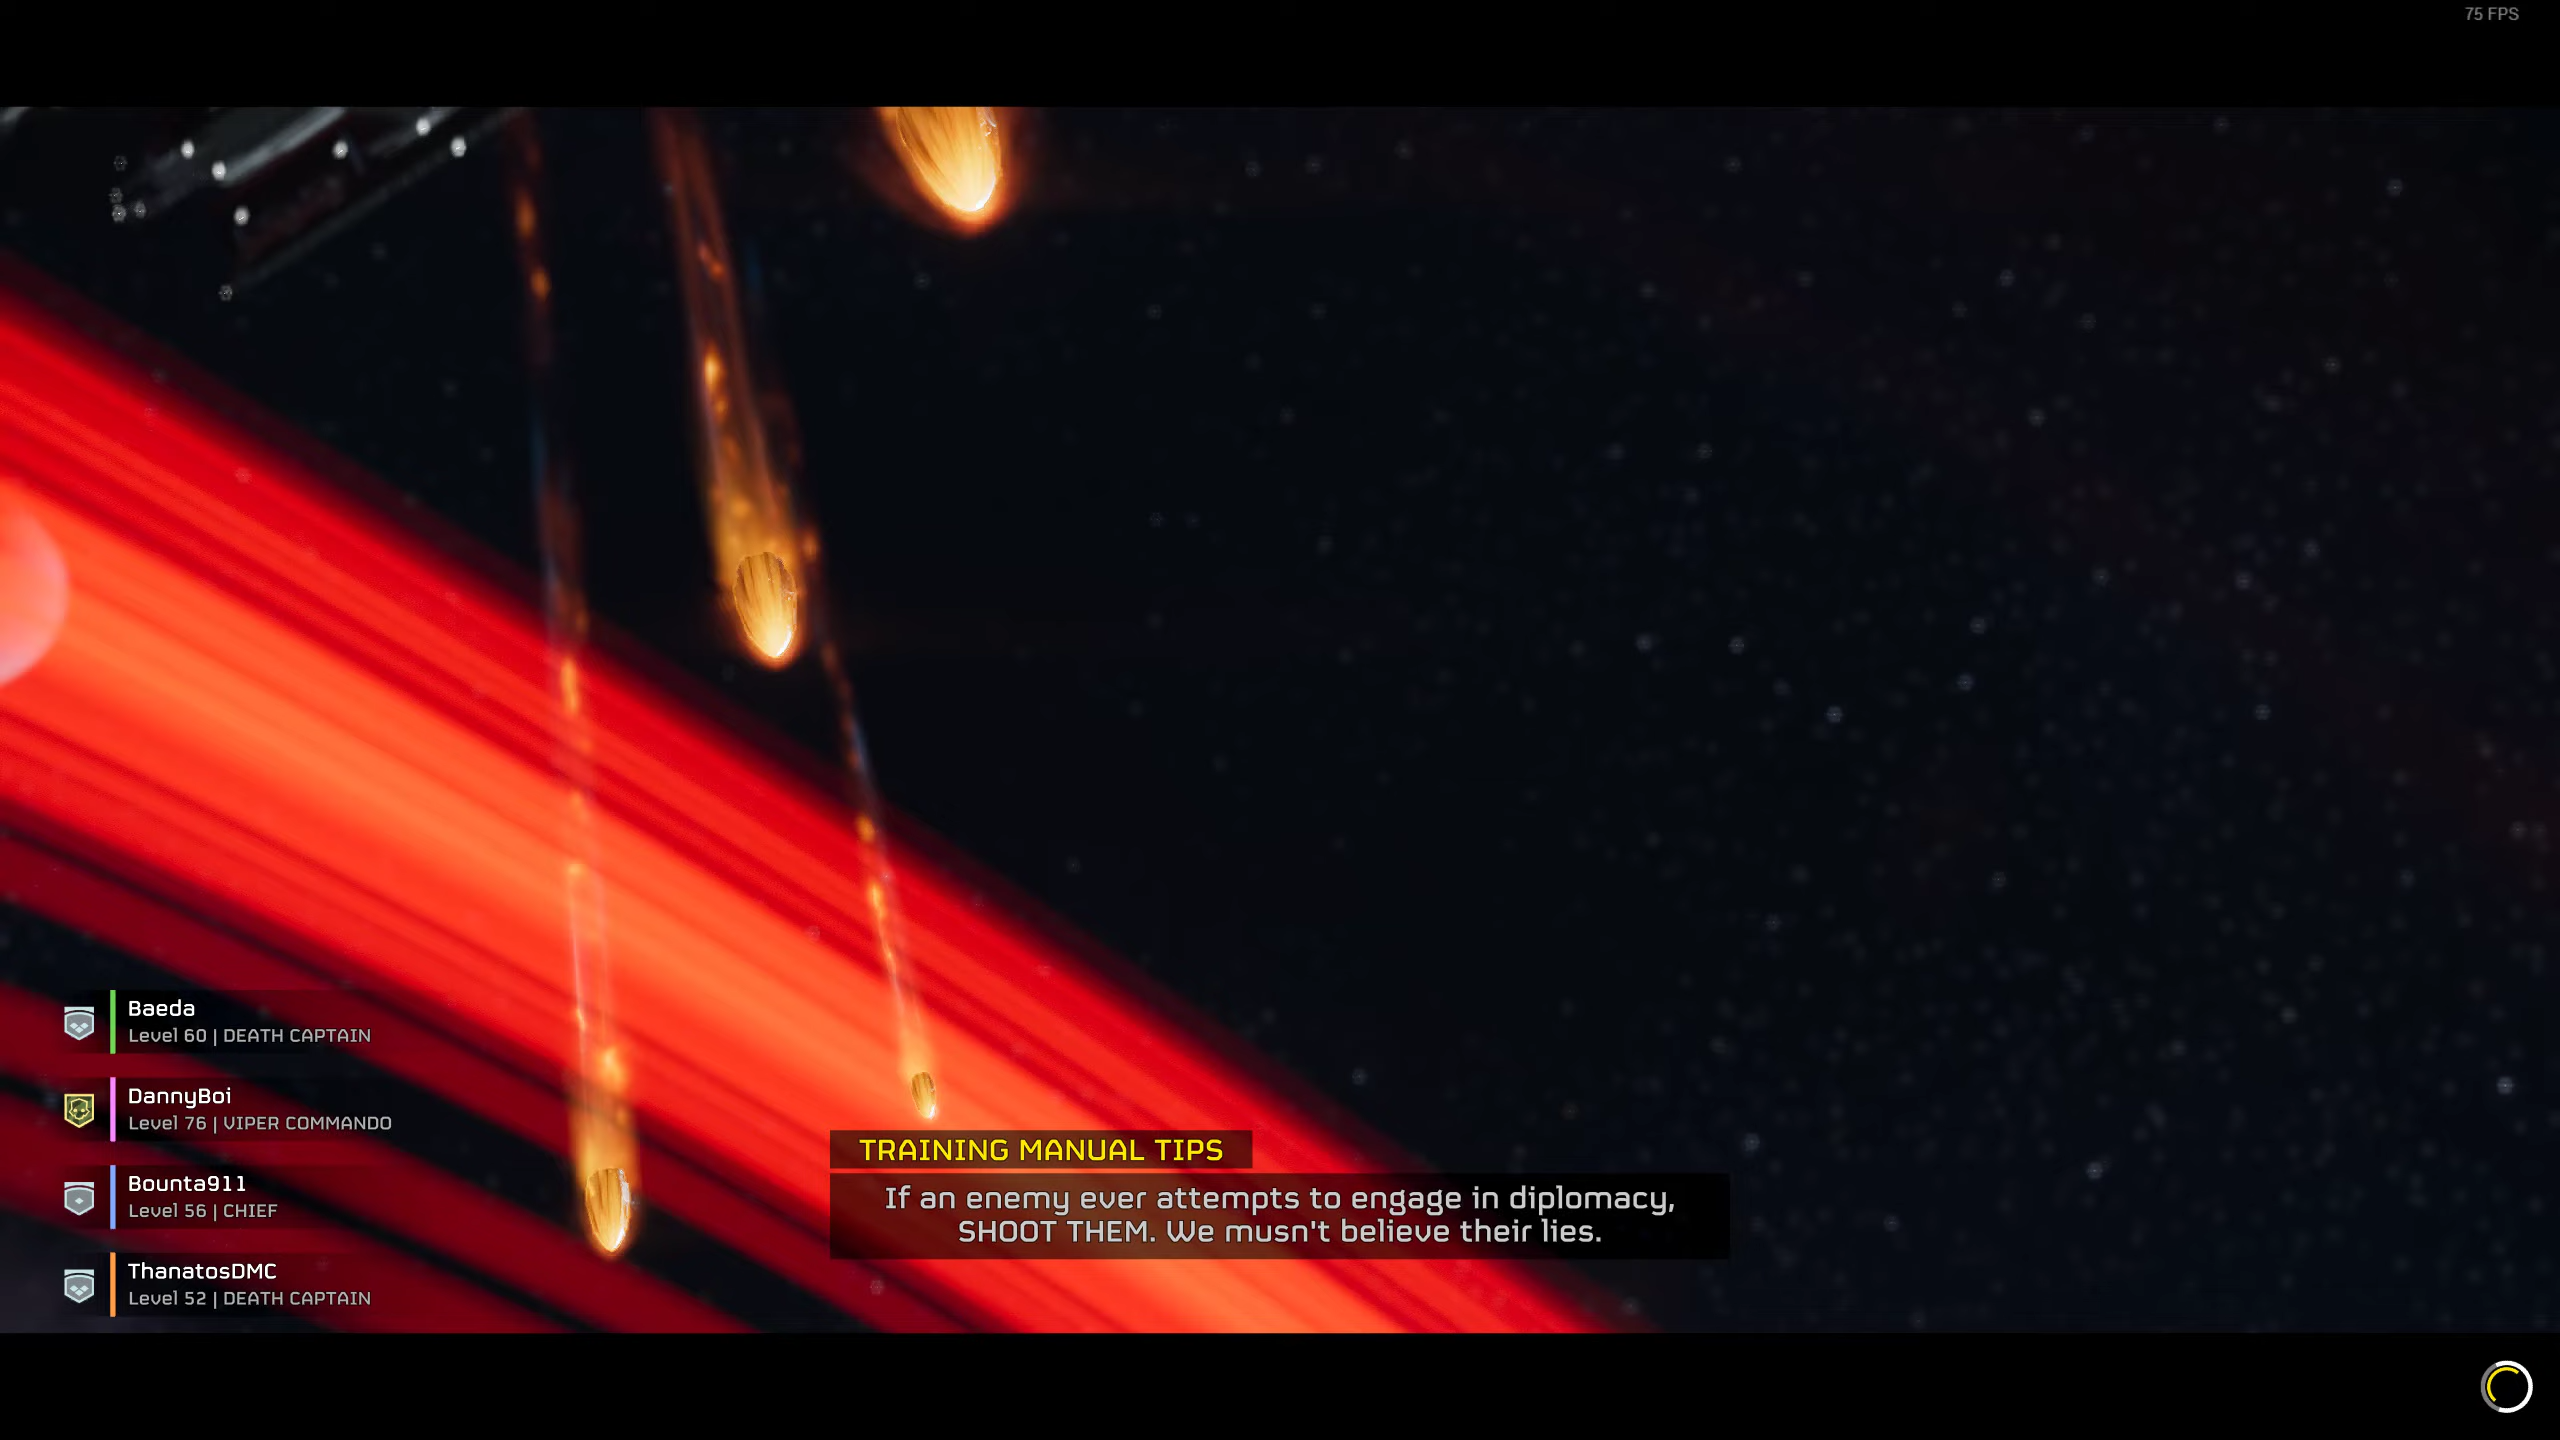 75 FPS
Baeda
Level 60 | DEATH CAPTAIN
DannyBoi
Level 76 | VIPER COMMANDO
Bounta911
Level 56 | CHIEF
ThanatosDMC
Level 52 | DEATH CAPTAIN
TRAINING MANUAL TIPS
If an enemy ever attempts to engage in diplomacy,
SHOOT THEM. We musn't believe their lies.